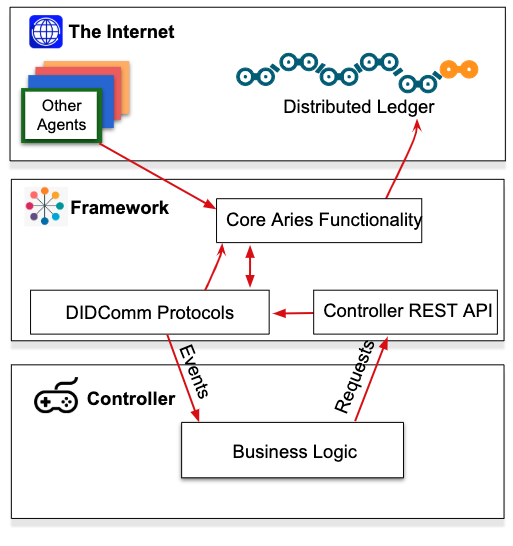 The Internet
Other
Agents
Distributed Ledger
Framework
Core Aries Functionality
DIDComm Protocols
Controller REST API
Events
Requests
Controller
Business Logic